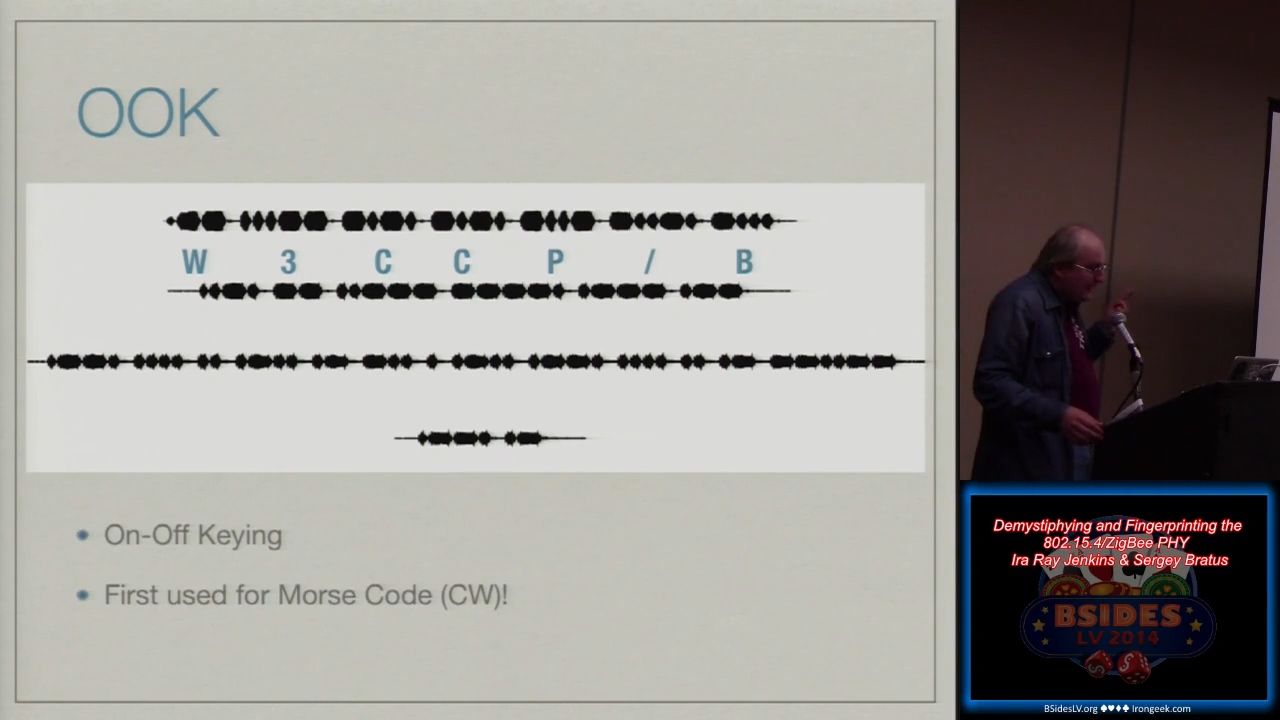 OOK
W 3 C C P / B
On-Off Keying
First used for Morse Code (CW)!
Demystiphying and Fingerprinting the
802.15.4/ZigBee PHY
Ira Ray Jenkins & Sergey Bratus
BSIDES
LV 2014
BSidesLV.org ♠♥♦♣ Irongeek.com